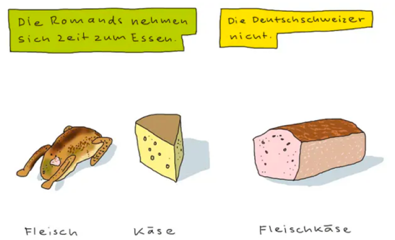 Die Romands nehmen
sich Zeit zum Essen.
Die Deutschschweizer
nicht.
Fleisch
Käse
Fleischkäse